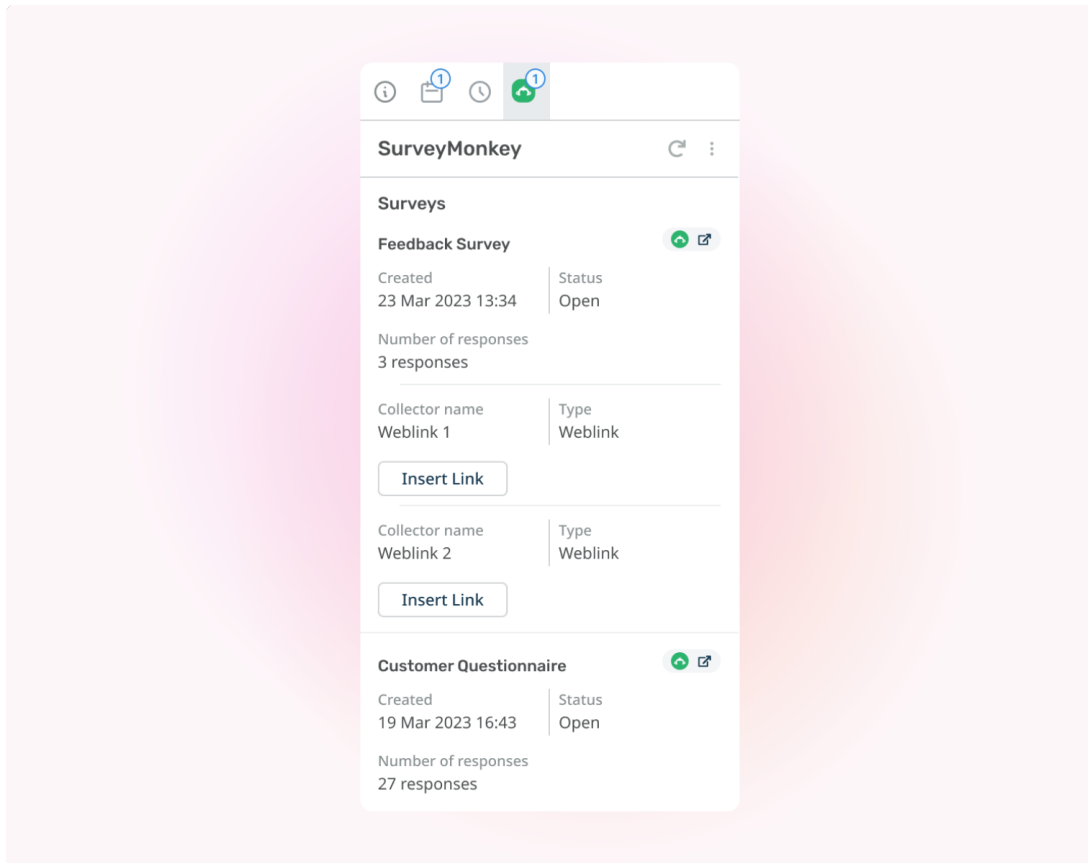 1
1
SurveyMonkey
Surveys
Feedback Survey
Created
Status
23 Mar 2023 13:34
Open
Number of responses
3 responses
Collector name
Type
Weblink 1
Weblink
Insert Link
Collector name
Type
Weblink 2
Weblink
Insert Link
Customer Questionnaire
Created
Status
19 Mar 2023 16:43
Open
Number of responses
27 responses